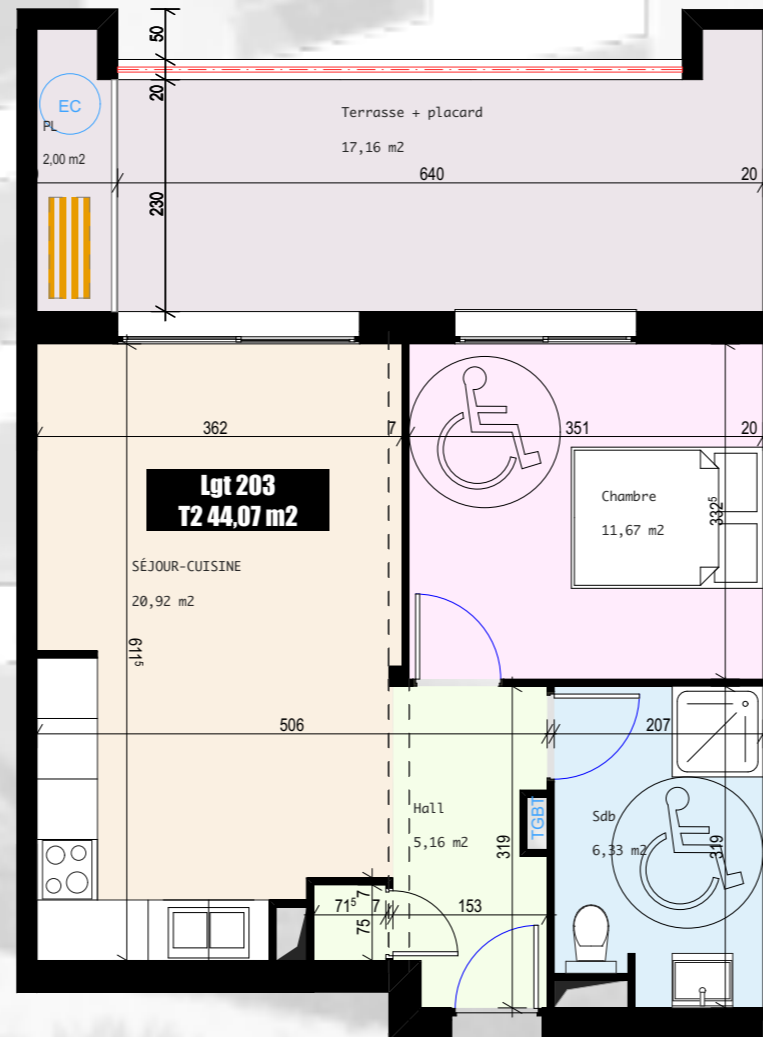 50
20
EC
PL
2,00 m2
Terrasse + placard
17,16 m2
640
20
230
362
7
351
20
Lgt 203
T2 44,07 m2
Chambre
11,67 m2
332⁵
SÉJOUR-CUISINE
20,92 m2
611⁵
506
207
Hall
5,16 m2
TGBT
319
Sdb
6,33 m2
319
7
71⁵
7
153
75